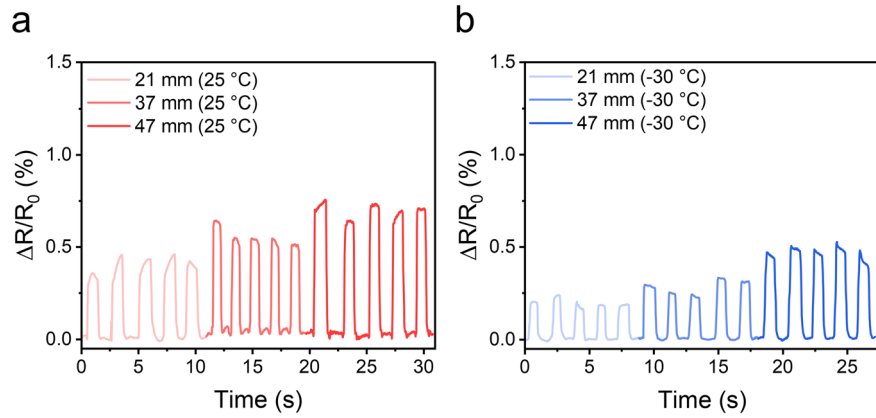 a
1.5
1.0
0.5
0.0
ΔR/R₀ (%)
21 mm (25 °C)
37 mm (25 °C)
47 mm (25 °C)
0 5 10 15 20 25 30
Time (s)
b
1.5
1.0
0.5
0.0
ΔR/R₀ (%)
21 mm (-30 °C)
37 mm (-30 °C)
47 mm (-30 °C)
0 5 10 15 20 25
Time (s)